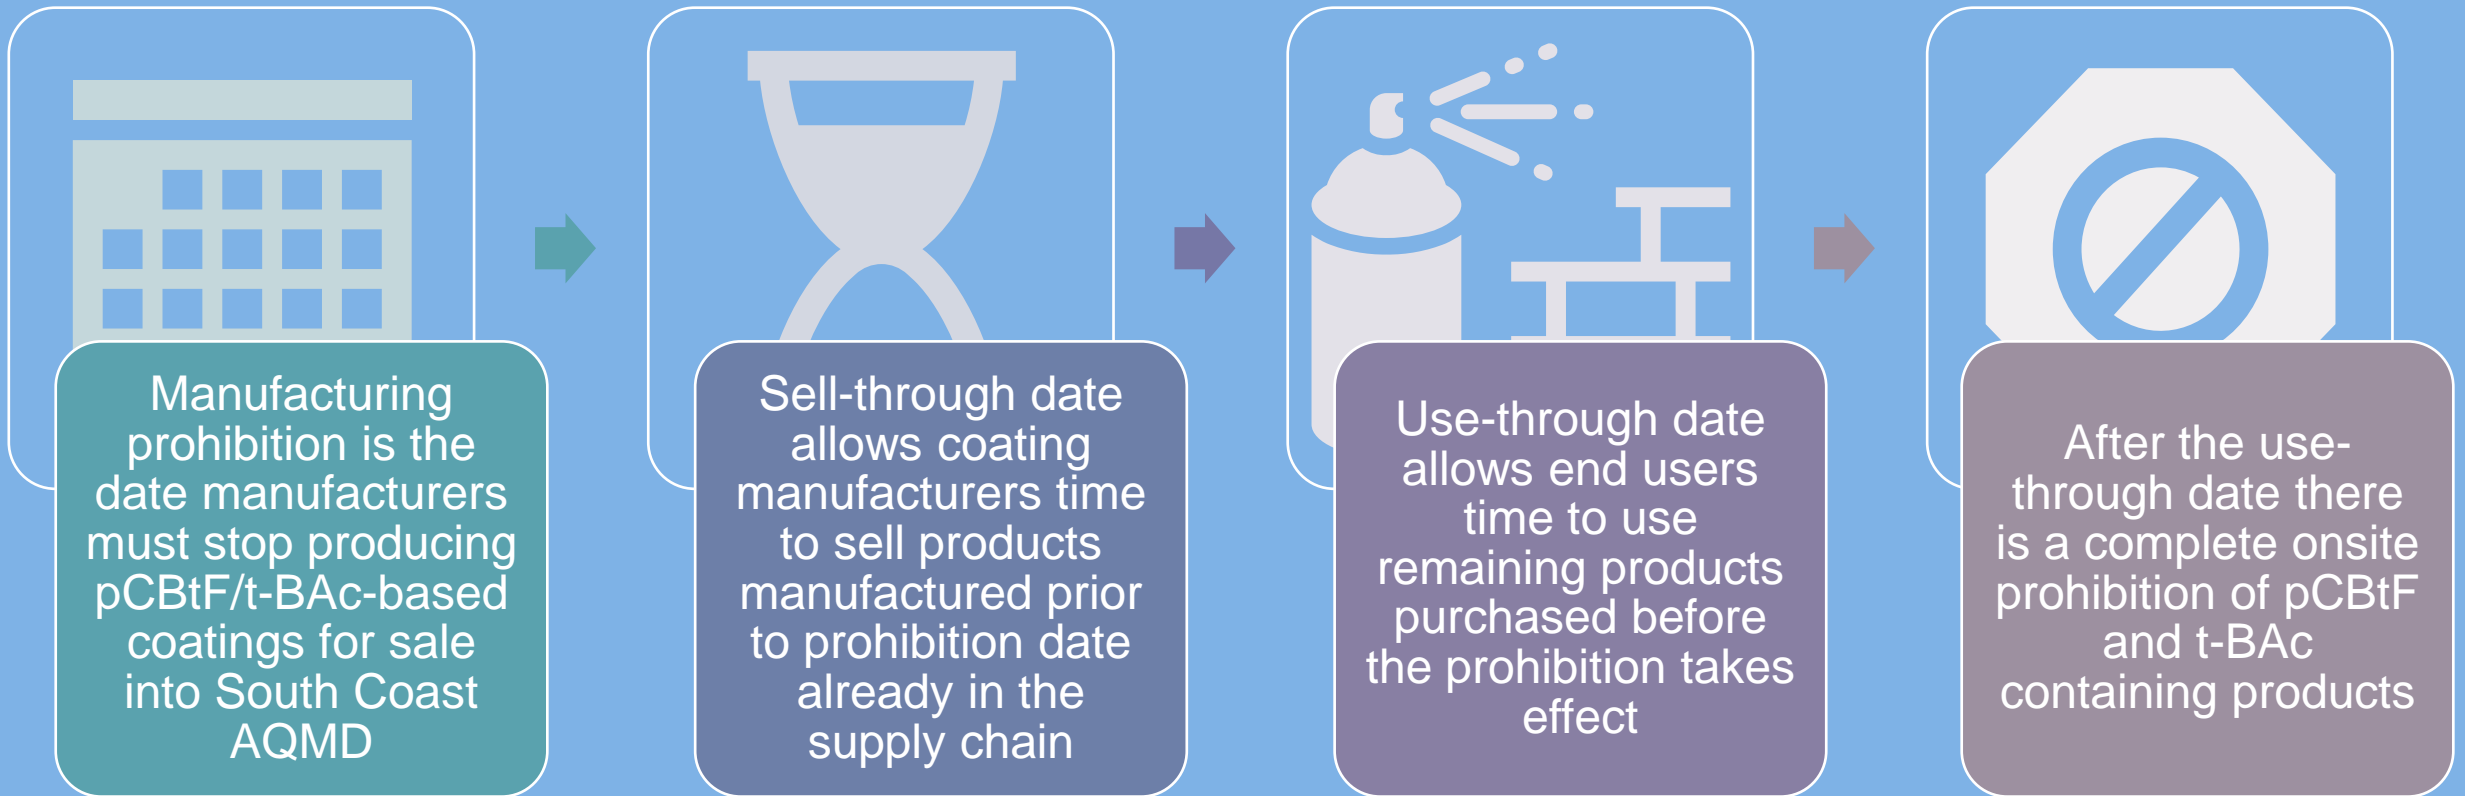 Manufacturing
prohibition is the
date manufacturers
must stop producing
pCBtF/t-BAc-based
coatings for sale
into South Coast
AQMD
Sell-through date
allows coating
manufacturers time
to sell products
manufactured prior
to prohibition date
already in the
supply chain
Use-through date
allows end users
time to use
remaining products
purchased before
the prohibition takes
effect
After the use-
through date there
is a complete onsite
prohibition of pCBtF
and t-BAc
containing products